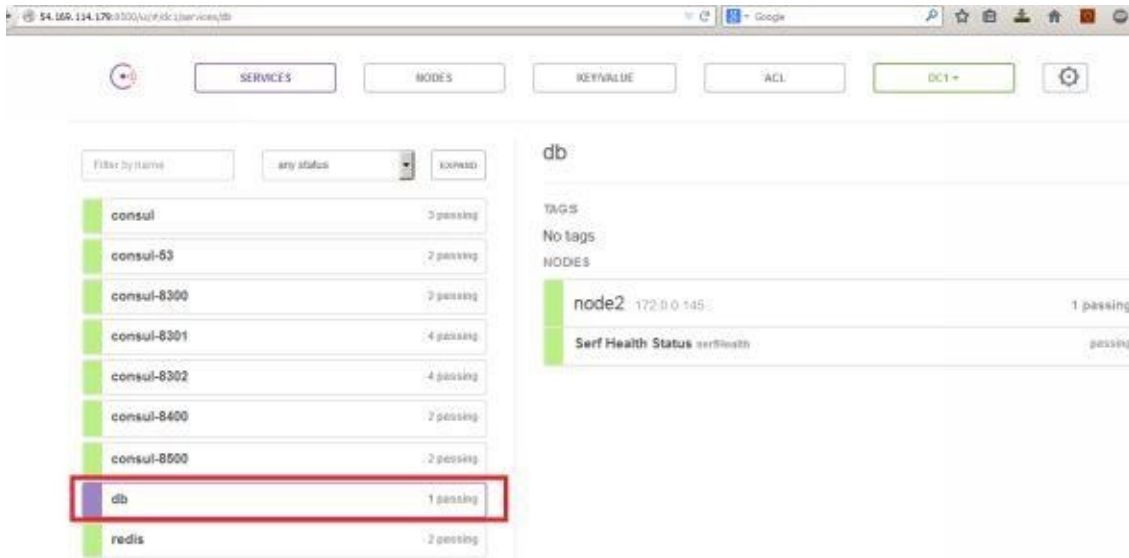 54.169.114.179:8500/ui/#/dc1/services/db
Google
SERVICES
NODES
KEY/VALUE
ACL
DC1
Filter by name
any status
EXPAND
consul
3 passing
consul-53
2 passing
consul-8300
2 passing
consul-8301
4 passing
consul-8302
4 passing
consul-8400
2 passing
consul-8500
2 passing
db
1 passing
redis
2 passing
db
TAGS
No tags
NODES
node2 172.0.0.145
1 passing
Serf Health Status serfHealth
passing